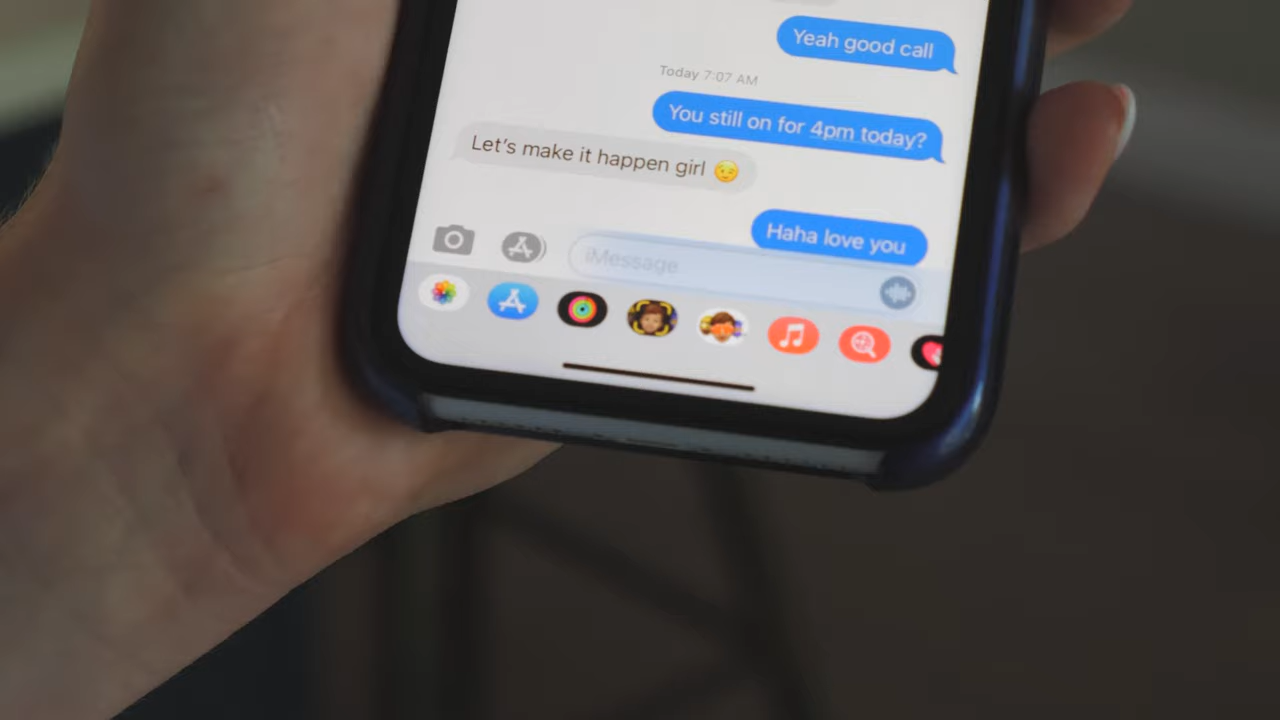 Yeah good call
Today 7:07 AM
You still on for 4pm today?
Let's make it happen girl 😉
Haha love you
iMessage